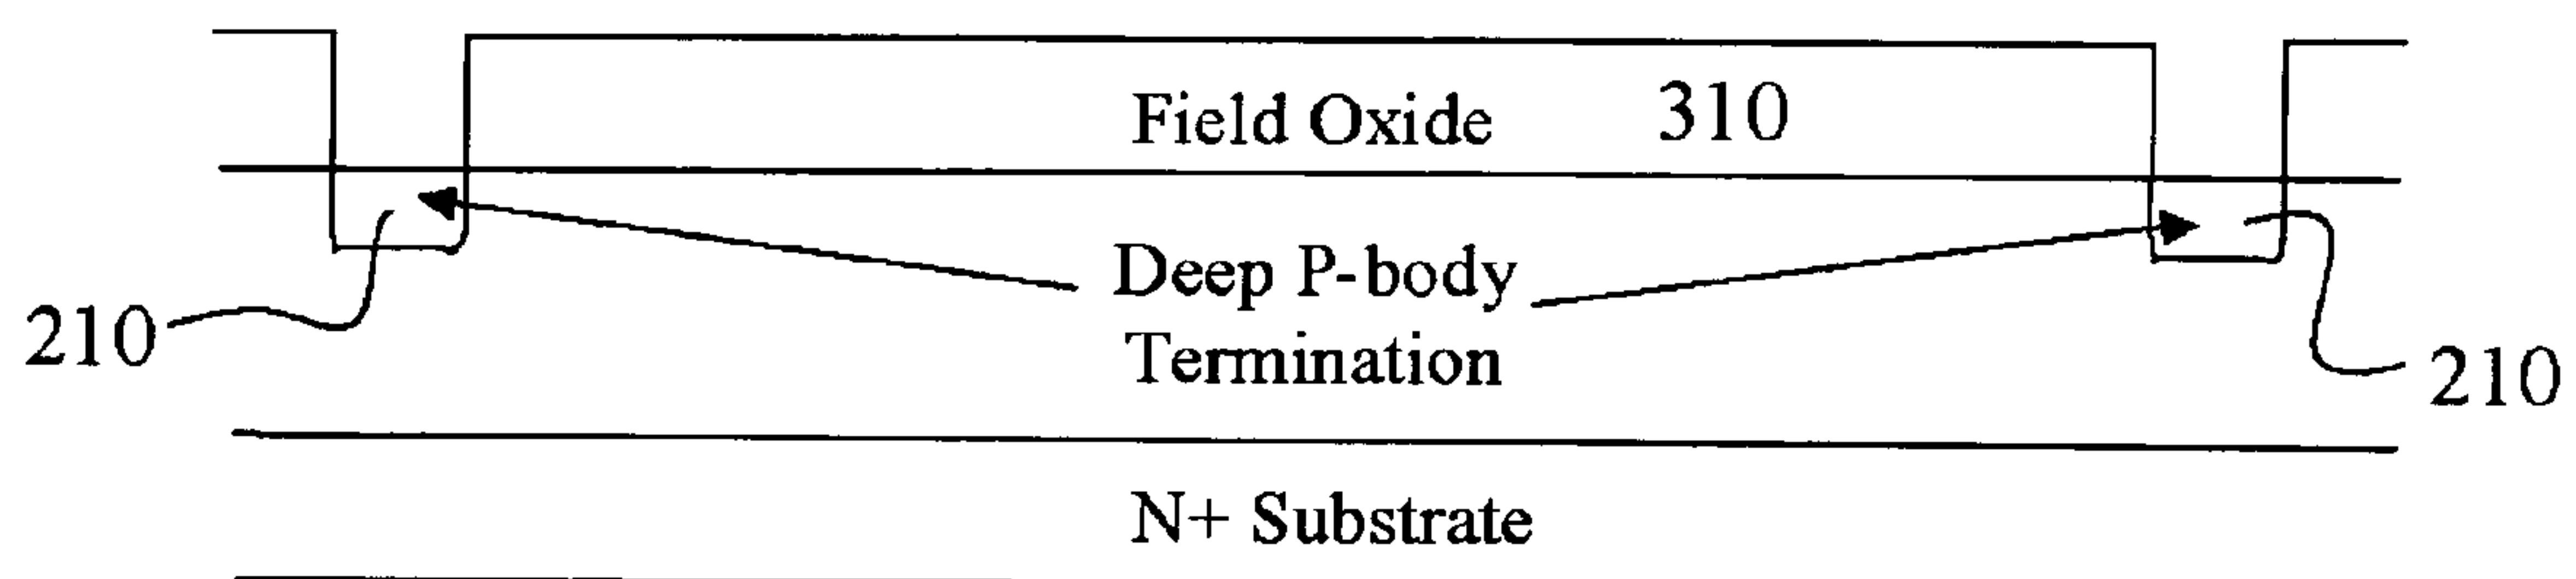 Field Oxide 310
Deep P-body
Termination
210
210
N+ Substrate